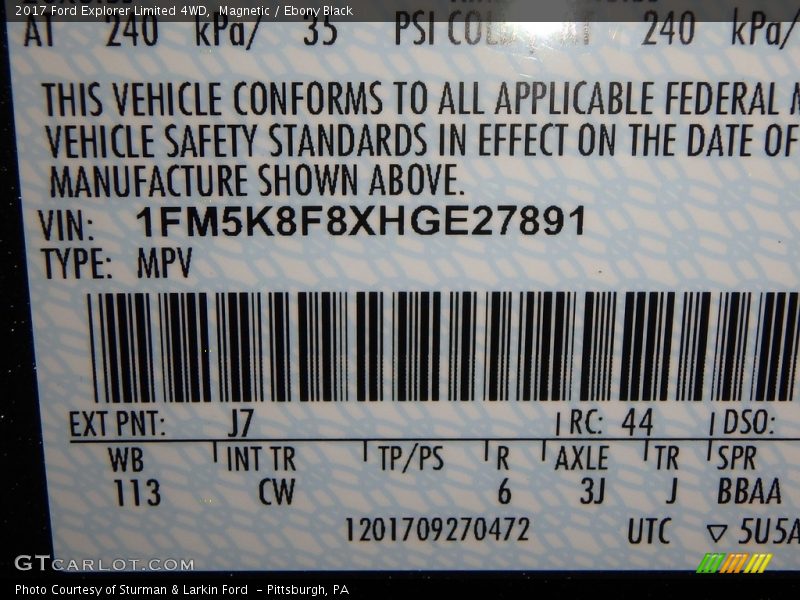 2017 Ford Explorer Limited 4WD, Magnetic / Ebony Black
AT 240 kPa/ 35 PSI COLD AT 240 kPa/
THIS VEHICLE CONFORMS TO ALL APPLICABLE FEDERAL
VEHICLE SAFETY STANDARDS IN EFFECT ON THE DATE OF
MANUFACTURE SHOWN ABOVE.
VIN: 1FM5K8F8XHGE27891
TYPE: MPV
EXT PNT: J7 RC: 44 DSO:
WB INT TR TP/PS R AXLE TR SPR
113 CW 6 3J J BBAA
1201709270472 UTC ▽ 5U5A
GTCARLOT.COM
Photo Courtesy of Sturman & Larkin Ford - Pittsburgh, PA